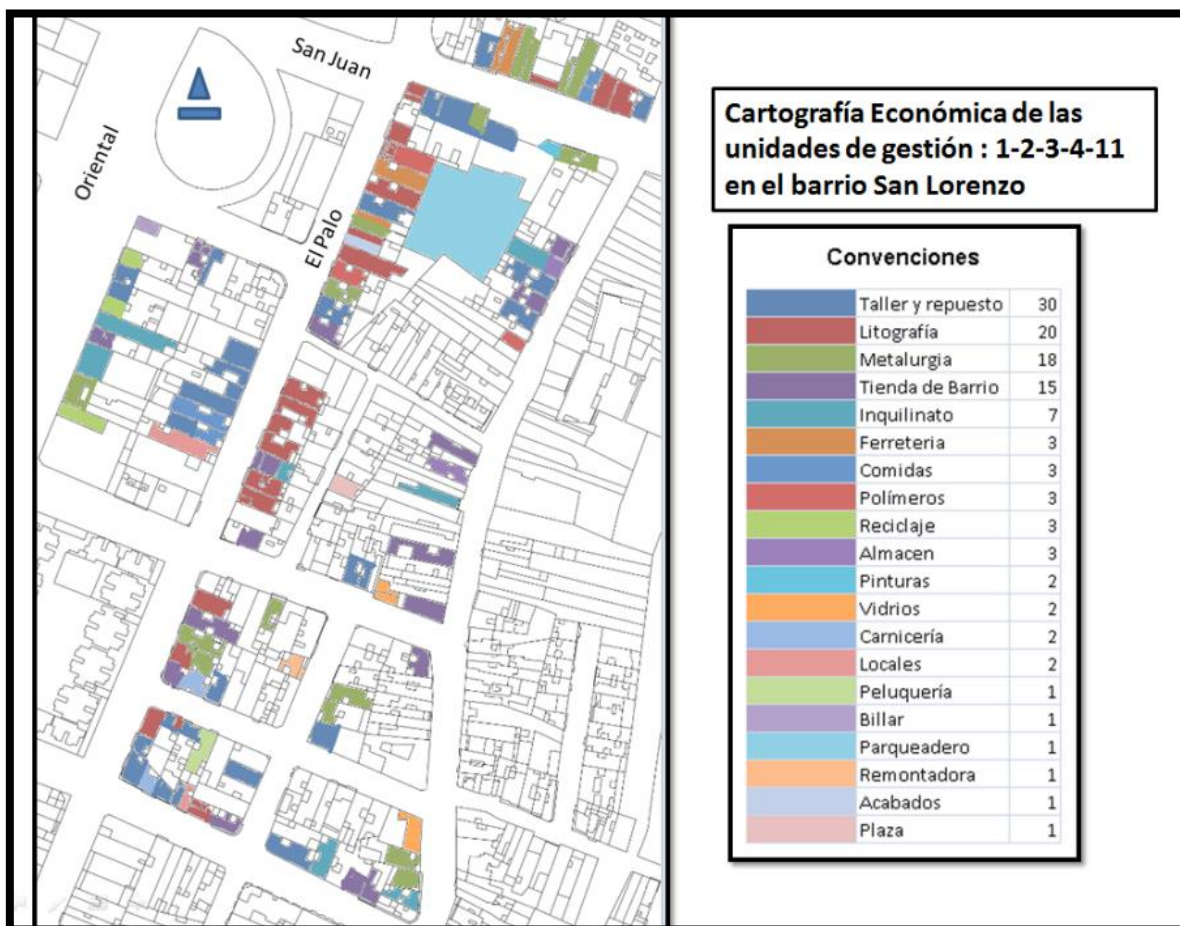 San Juan
Oriental
El Palo
Cartografía Económica de las
unidades de gestión : 1-2-3-4-11
en el barrio San Lorenzo
Convenciones
Taller y repuesto 30
Litografía 20
Metalurgia 18
Tienda de Barrio 15
Inquilinato 7
Ferreteria 3
Comidas 3
Polímeros 3
Reciclaje 3
Almacen 3
Pinturas 2
Vidrios 2
Carnicería 2
Locales 2
Peluquería 1
Billar 1
Parqueadero 1
Remontadora 1
Acabados 1
Plaza 1